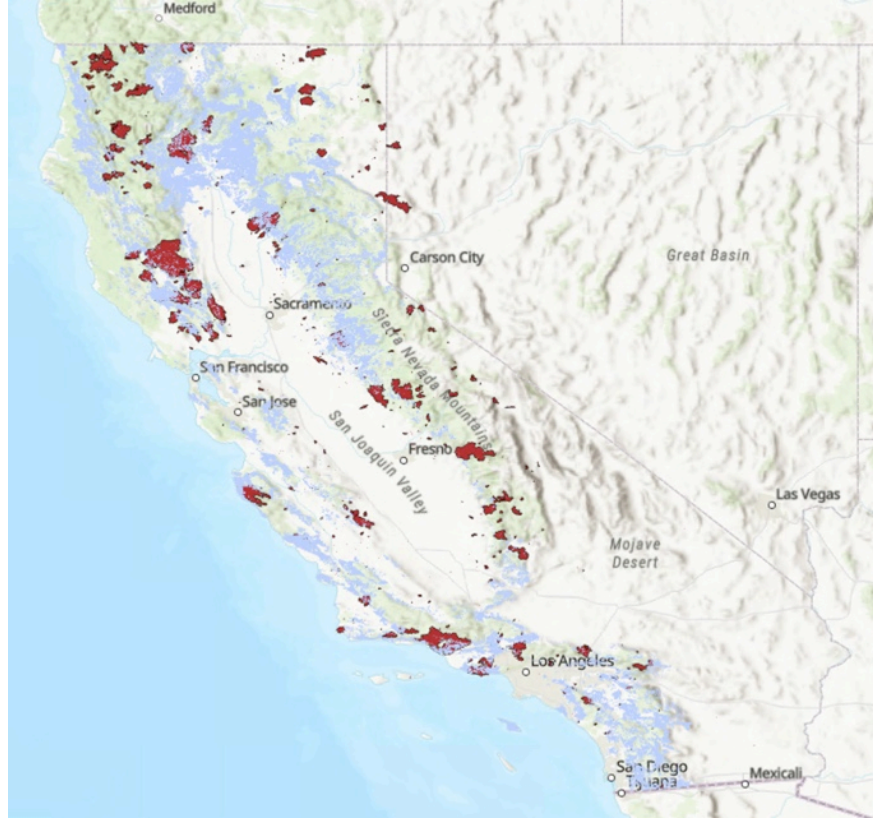 Medford
Carson City
Great Basin
Sacramento
Sierra Nevada Mountains
San Francisco
San Jose
San Joaquin Valley
Fresno
Las Vegas
Mojave
Desert
Los Angeles
San Diego
Tijuana
Mexicali